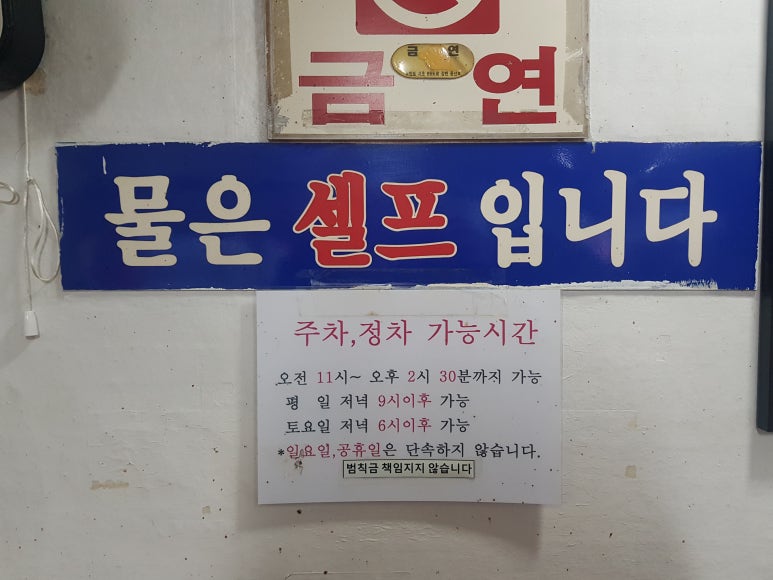 금연
금 연
물은 셀프 입니다
주차,정차 가능시간
오전 11시~ 오후 2시 30분까지 가능
평 일 저녁 9시이후 가능
토요일 저녁 6시이후 가능
*일요일,공휴일은 단속하지 않습니다.
범칙금 책임지지 않습니다